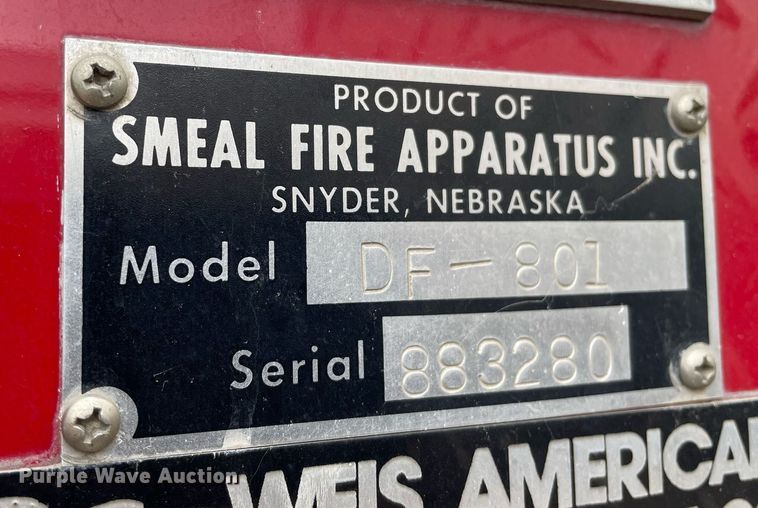 PRODUCT OF
SMEAL FIRE APPARATUS INC.
SNYDER, NEBRASKA
Model DF-801
Serial 883280
WEIS AMERICAN
Purple Wave Auction